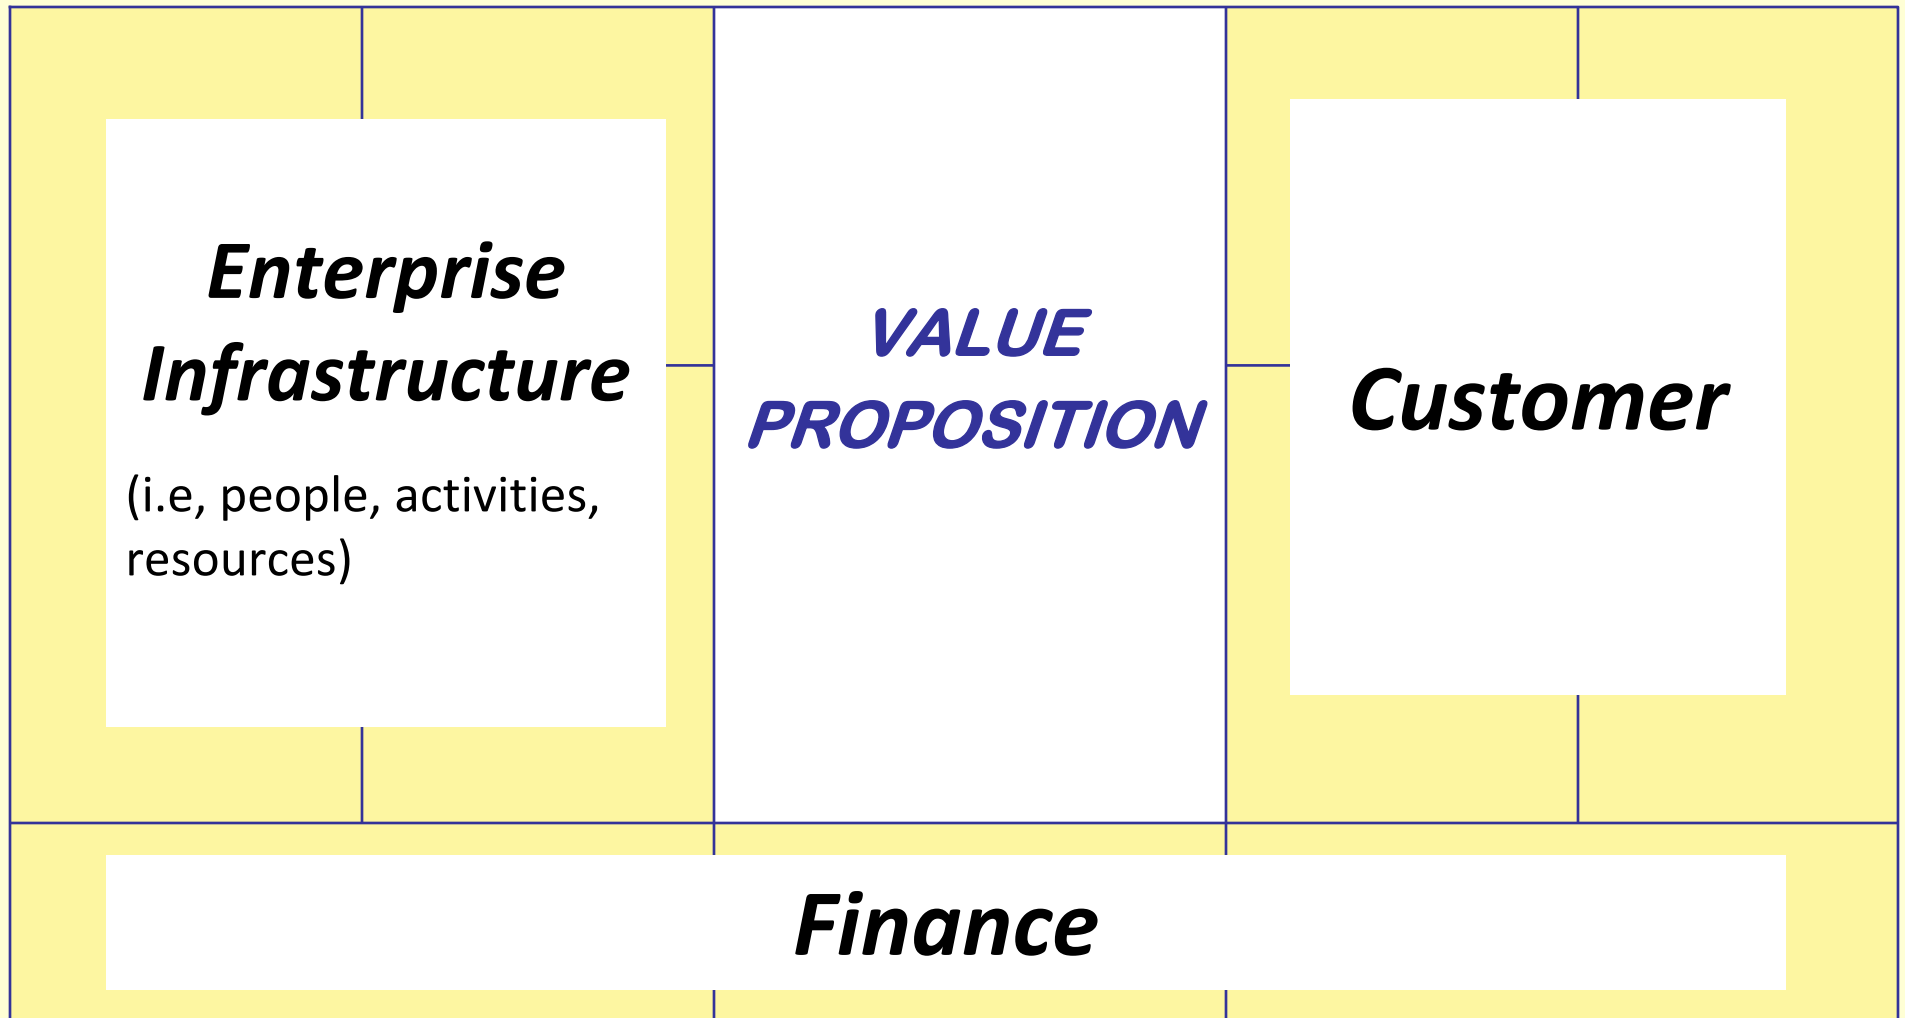 Enterprise
Infrastructure
(i.e, people, activities,
resources)
VALUE
PROPOSITION
Customer
Finance